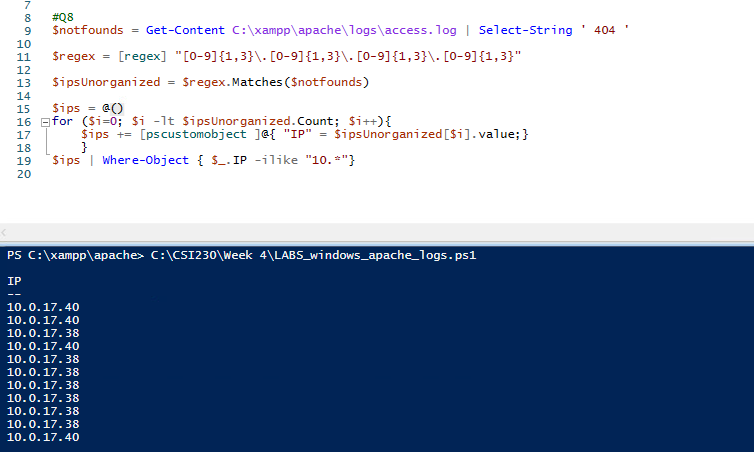 7
8 #Q8
9 $notfounds = Get-Content C:\xampp\apache\logs\access.log | Select-String ' 404 '
10
11 $regex = [regex] "[0-9]{1,3}\.[0-9]{1,3}\.[0-9]{1,3}\.[0-9]{1,3}"
12
13 $ipsUnorganized = $regex.Matches($notfounds)
14
15 $ips = @()
16 for ($i=0; $i -lt $ipsUnorganized.Count; $i++){
17 $ips += [pscustomobject ]@{ "IP" = $ipsUnorganized[$i].value;}
18 }
19 $ips | Where-Object { $_.IP -ilike "10.*"}
20
PS C:\xampp\apache> C:\CSI230\Week 4\LABS_windows_apache_logs.ps1
IP
--
10.0.17.40
10.0.17.40
10.0.17.38
10.0.17.40
10.0.17.38
10.0.17.38
10.0.17.38
10.0.17.38
10.0.17.38
10.0.17.38
10.0.17.40